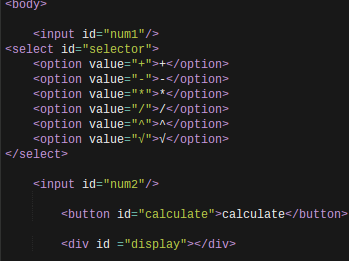 <body>
<input id="num1"/>
<select id="selector">
<option value="+">+</option>
<option value="-">-</option>
<option value="*">*</option>
<option value="/">/</option>
<option value="^">^</option>
<option value="√">√</option>
</select>
<input id="num2"/>
<button id="calculate">calculate</button>
<div id ="display"></div>